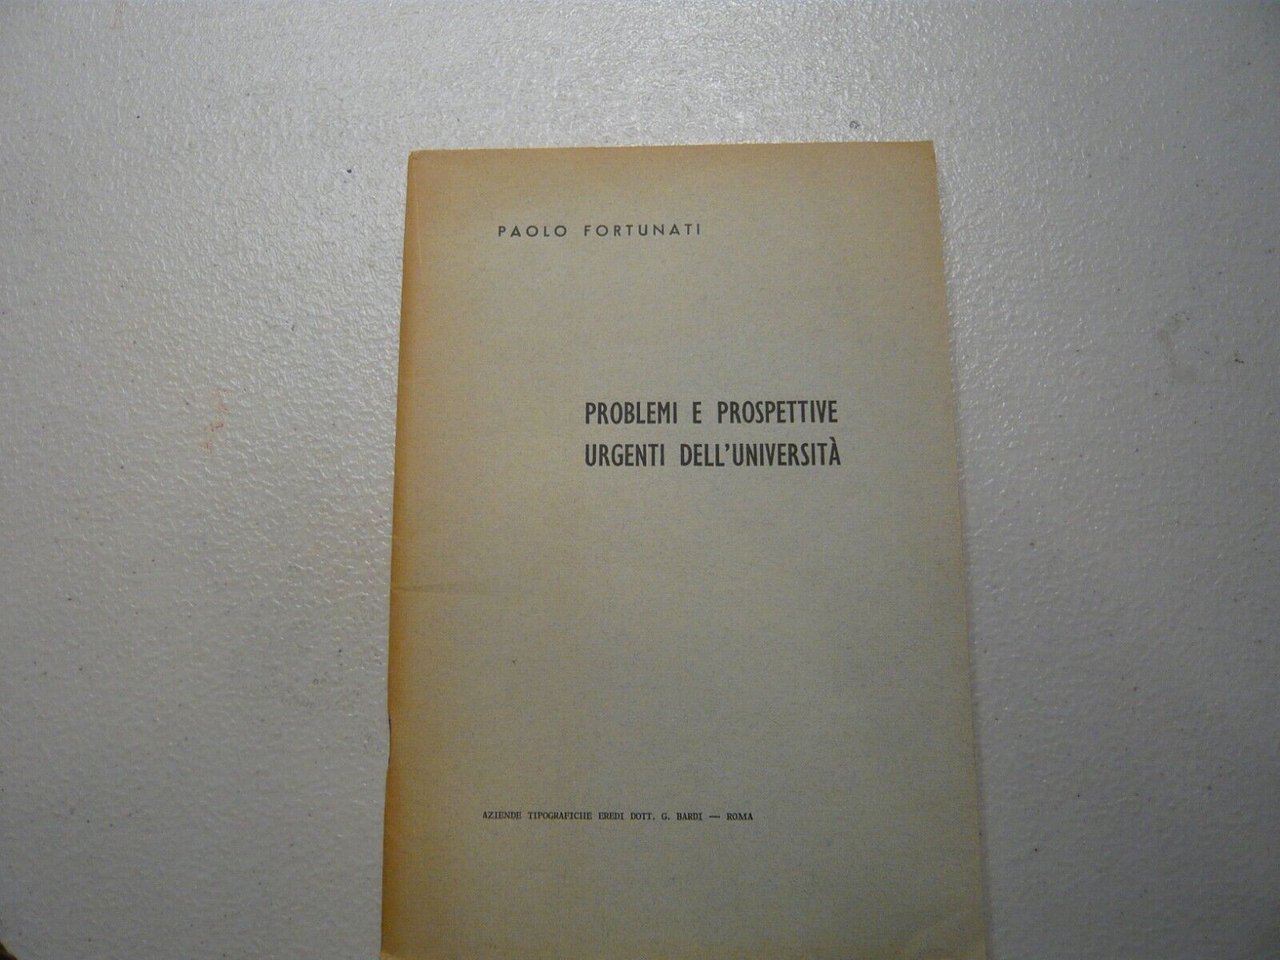 PAOLO FORTUNATI
PROBLEMI E PROSPETTIVE
URGENTI DELL'UNIVERSITÀ
AZIENDE TIPOGRAFICHE EREDI DOTT. G. BARDI — ROMA